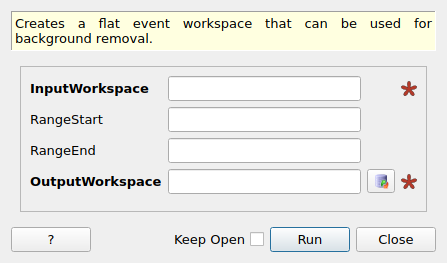 Creates a flat event workspace that can be used for
background removal.
InputWorkspace
RangeStart
RangeEnd
OutputWorkspace
? Keep Open Run Close